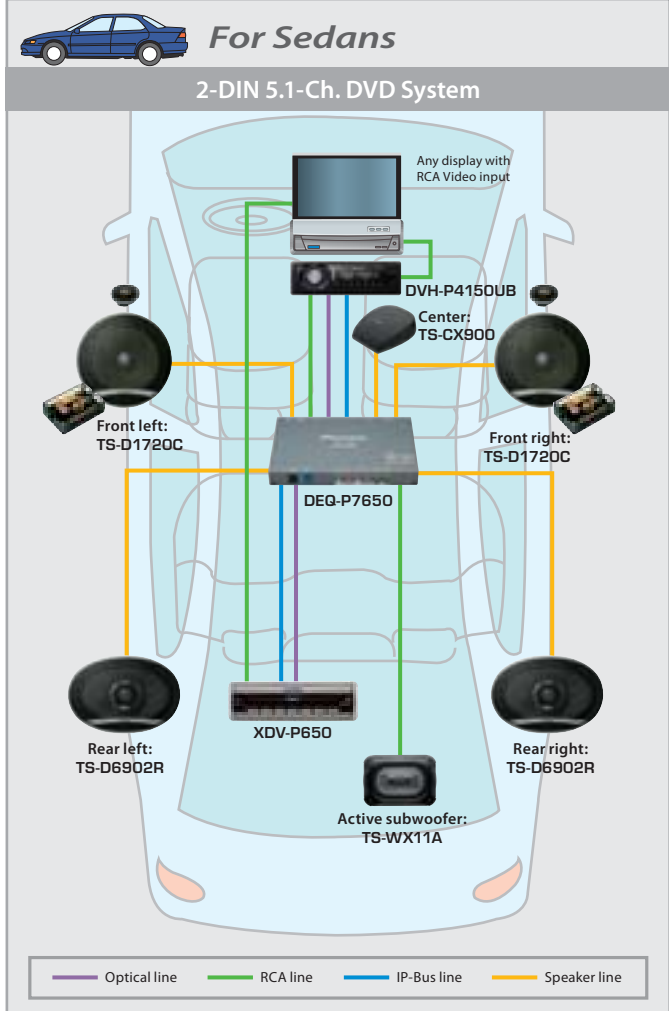 For Sedans
2-DIN 5.1-Ch. DVD System
Any display with
RCA Video input
DVH-P4150UB
Center:
TS-CX900
Front left:
TS-D1720C
Front right:
TS-D1720C
DEQ-P7650
XDV-P650
Rear left:
TS-D6902R
Rear right:
TS-D6902R
Active subwoofer:
TS-WX11A
Optical line
RCA line
IP-Bus line
Speaker line